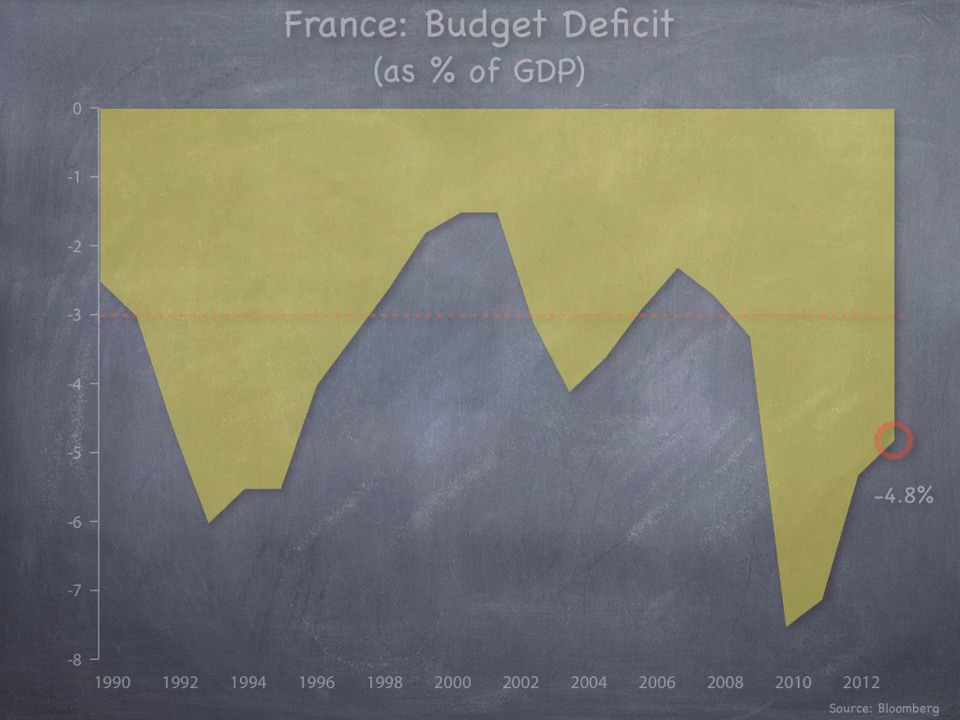 France: Budget Deficit
(as % of GDP)
0
-1
-2
-3
-4
-5
-6
-7
-8
-4.8%
1990 1992 1994 1996 1998 2000 2002 2004 2006 2008 2010 2012
Source: Bloomberg